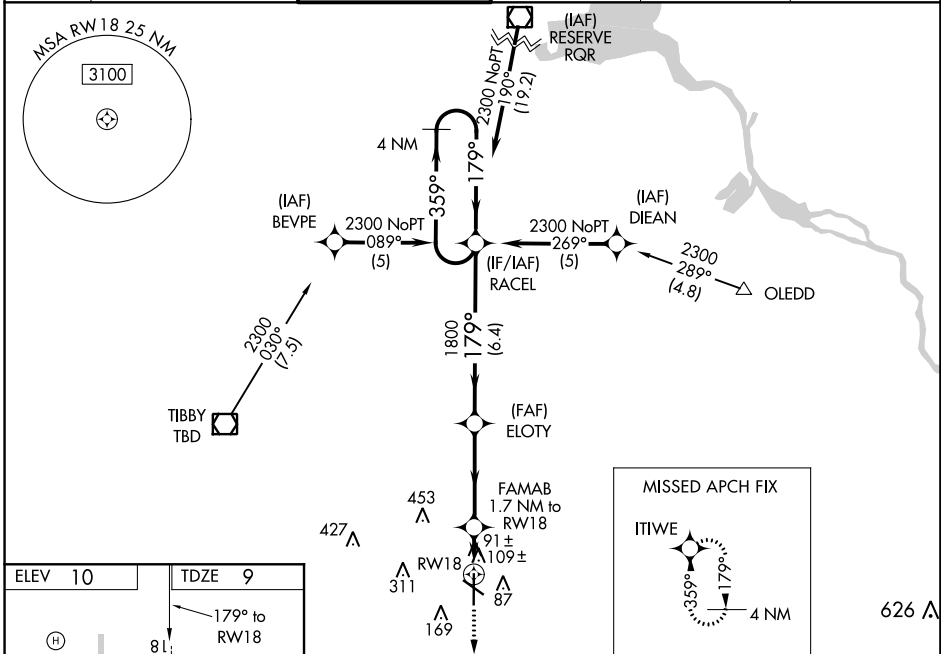 MSA RW18 25 NM
3100
(IAF)
RESERVE
RQR
2300 NoPT
190°
(19.2)
4 NM
359°
179°
(IAF)
BEVPE
2300 NoPT
089°
(5)
(IF/IAF)
RACEL
2300 NoPT
269°
(5)
(IAF)
DIEAN
2300
289°
(4.8)
OLEDD
2300
030°
(7.5)
TIBBY
TBD
1800
179°
(6.4)
(FAF)
ELOTY
FAMAB
1.7 NM to
RW18
453
427
91±
109±
RW18
311
87
169
MISSED APCH FIX
ITIWE
359°
179°
4 NM
626
ELEV 10
TDZE 9
179° to
RW18
H
18